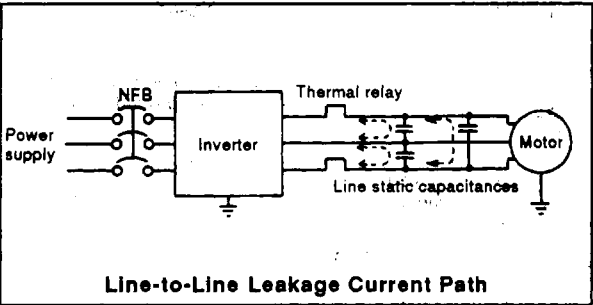 NFB
Thermal relay
Power
supply
Inverter
Motor
Line static capacitances
Line-to-Line Leakage Current Path